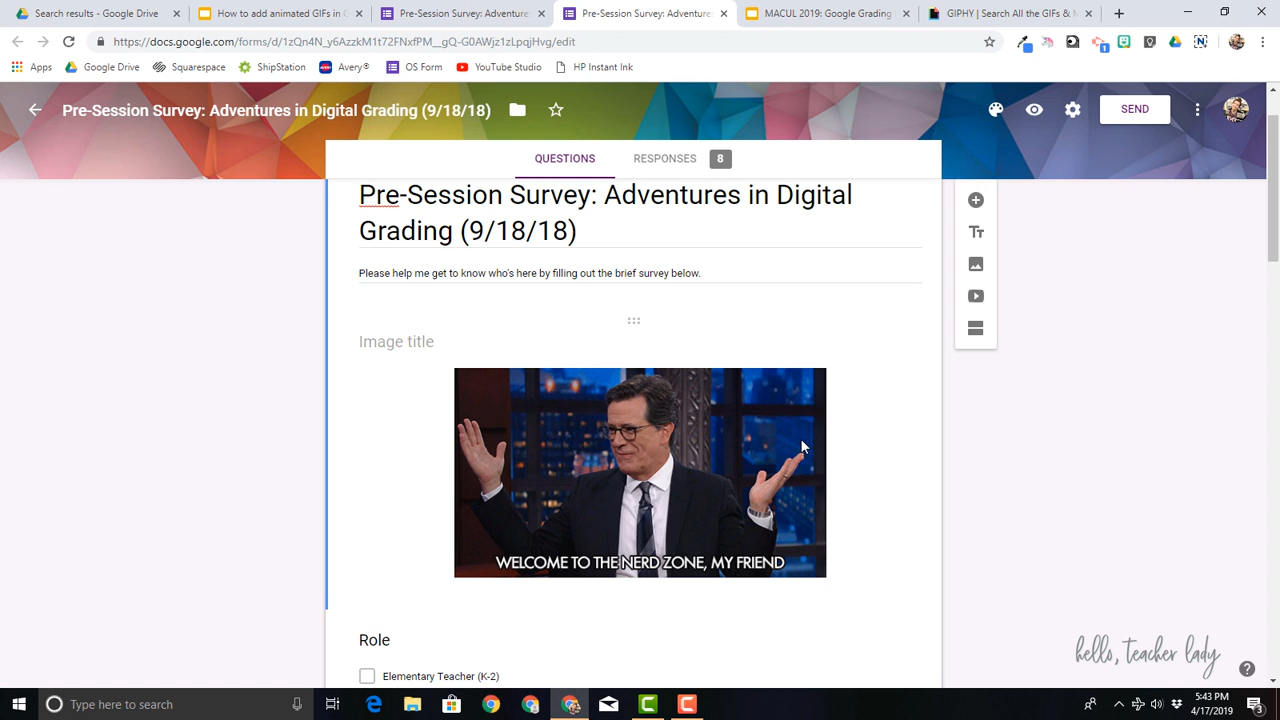 Search results - Google Drive
How to add animated GIFs in G
Pre-Session Survey: Adventure:
Pre-Session Survey: Adventure:
MACUL 2015: Google Grading
GIPHY | Search All the GIFs & M
https://docs.google.com/forms/d/1zQn4N_y6AzzkM1t72FNdPM__gQ-G0AWjz1zLpqjHvg/edit
Apps
Google Drive
Squarespace
ShipStation
Avery®
OS Form
YouTube Studio
HP Instant Ink
Pre-Session Survey: Adventures in Digital Grading (9/18/18)
SEND
QUESTIONS
RESPONSES 8
Pre-Session Survey: Adventures in Digital
Grading (9/18/18)
Please help me get to know who's here by filling out the brief survey below.
Image title
WELCOME TO THE NERD ZONE, MY FRIEND
Role
Elementary Teacher (K-2)
hello, teacher lady
Type here to search
5:43 PM
4/17/2019
3